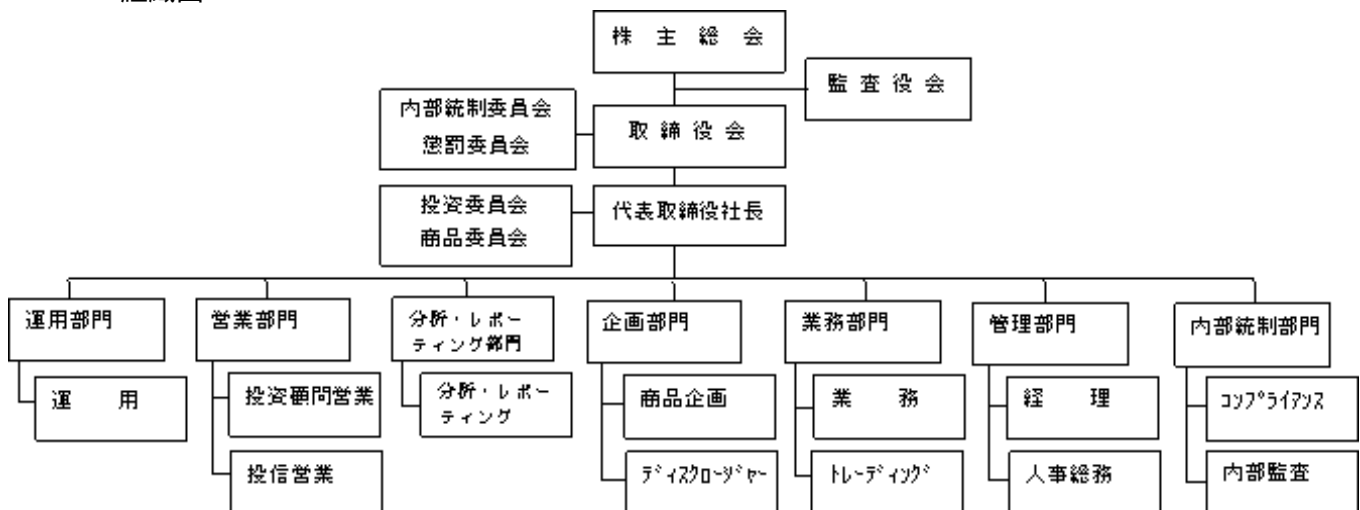 株主総会
監査役会
内部統制委員会
懲罰委員会
取締役会
投資委員会
商品委員会
代表取締役社長
運用部門
営業部門
分析・レポー
ティング部門
企画部門
業務部門
管理部門
内部統制部門
運用
投資顧問営業
分析・レポー
ティング
商品企画
業務
経理
コンプライアンス
投信営業
ディスクロージャー
トレーディング
人事総務
内部監査